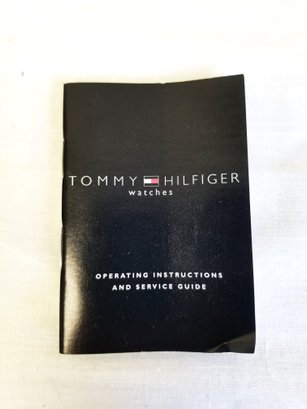 TOMMY HILFIGER
watches
OPERATING INSTRUCTIONS
AND SERVICE GUIDE